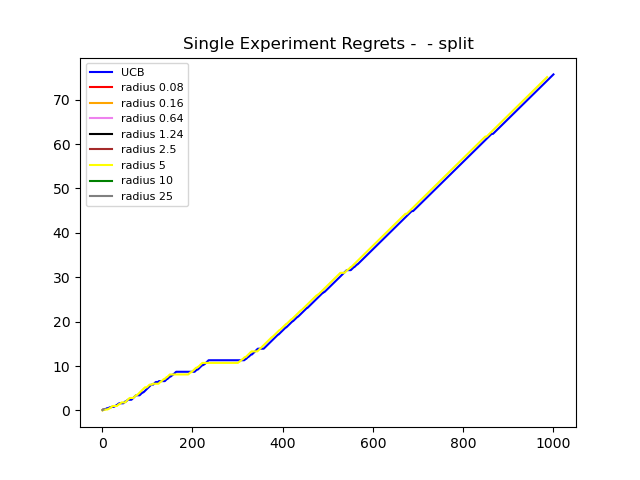 Single Experiment Regrets -  - split
UCB
radius 0.08
radius 0.16
radius 0.64
radius 1.24
radius 2.5
radius 5
radius 10
radius 25
70
60
50
40
30
20
10
0
0 200 400 600 800 1000